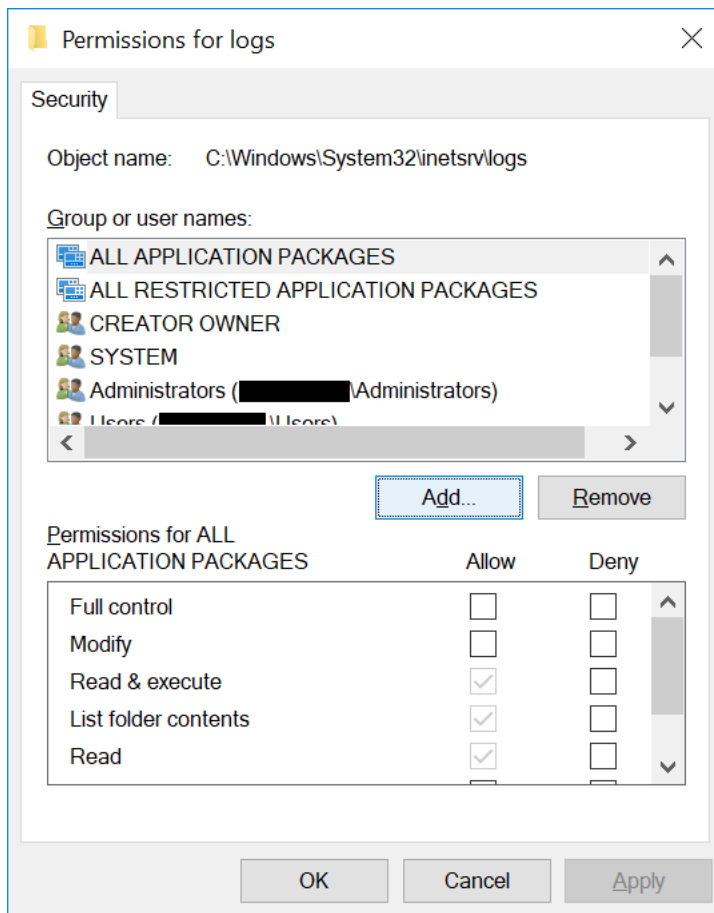 Permissions for logs
Security
Object name: C:\Windows\System32\inetsrv\logs
Group or user names:
ALL APPLICATION PACKAGES
ALL RESTRICTED APPLICATION PACKAGES
CREATOR OWNER
SYSTEM
Administrators ( \Administrators)
Users ( \Users)
Add... Remove
Permissions for ALL
APPLICATION PACKAGES Allow Deny
Full control
Modify
Read & execute
List folder contents
Read
OK Cancel Apply